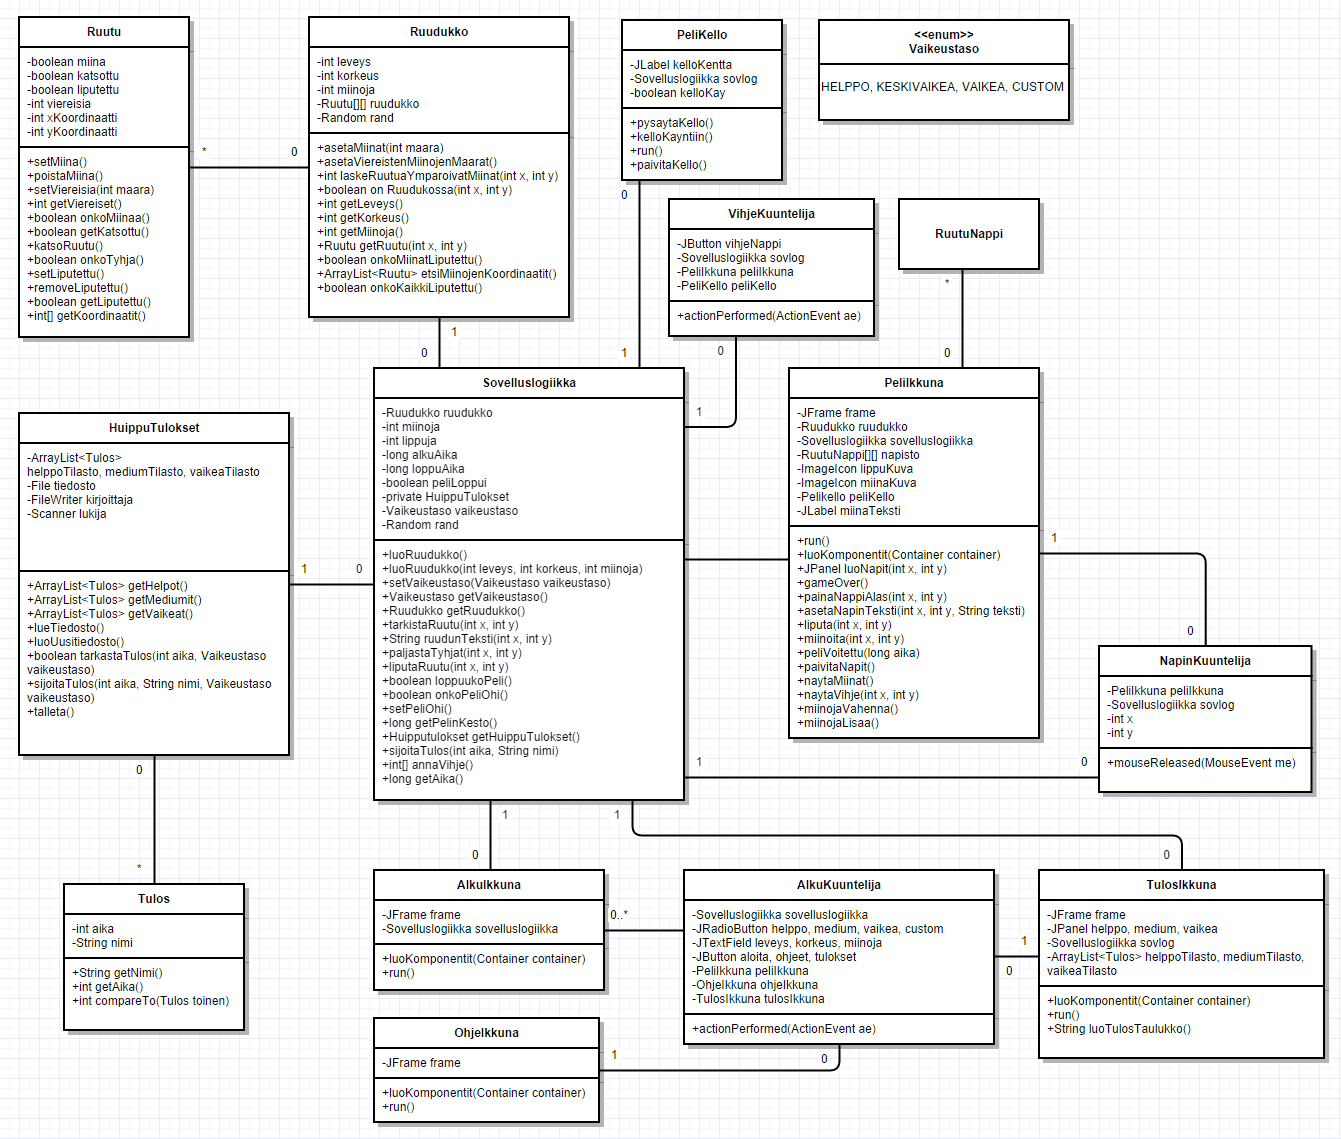 Ruutu
-boolean miina
-boolean katsottu
-boolean liputettu
-int viereisia
-int xKoordinaatti
-int yKoordinaatti
+setMiina()
+poistaMiina()
+setViereisia(int maara)
+int getViereiset()
+boolean onkoMiinaa()
+boolean getKatsottu()
+katsoRuutu()
+boolean onkoTyhja()
+setLiputettu()
+removeLiputettu()
+boolean getLiputettu()
+int[] getKoordinaatit()
*
0
Ruudukko
-int leveys
-int korkeus
-int miinoja
-Ruutu[][] ruudukko
-Random rand
+asetaMiinat(int maara)
+asetaViereistenMiinojenMaarat()
+int laskeRuutuaYmparoivatMiinat(int x, int y)
+boolean on Ruudukossa(int x, int y)
+int getLeveys()
+int getKorkeus()
+int getMiinoja()
+Ruutu getRuutu(int x, int y)
+boolean onkoMiinatLiputettu()
+ArrayList<Ruutu> etsiMiinojenKoordinaatit()
+boolean onkoKaikkiLiputettu()
1
0
PeliKello
-JLabel kelloKentta
-Sovelluslogiikka sovlog
-boolean kelloKay
+pysaytaKello()
+kelloKayntiin()
+run()
+paivitaKello()
0
1
<<enum>>
Vaikeustaso
HELPPO, KESKIVAIKEA, VAIKEA, CUSTOM
VihjeKuuntelija
-JButton vihjeNappi
-Sovelluslogiikka sovlog
-PeliIkkuna peliIkkuna
-PeliKello peliKello
+actionPerformed(ActionEvent ae)
0
1
RuutuNappi
*
0
HuippuTulokset
-ArrayList<Tulos>
helppoTilasto, mediumTilasto, vaikeaTilasto
-File tiedosto
-FileWriter kirjoittaja
-Scanner lukija
+ArrayList<Tulos> getHelpot()
+ArrayList<Tulos> getMediumit()
+ArrayList<Tulos> getVaikeat()
+lueTiedosto()
+luoUusitiedosto()
+boolean tarkastaTulos(int aika, Vaikeustaso
vaikeustaso)
+sijoitaTulos(int aika, String nimi, Vaikeustaso
vaikeustaso)
+talleta()
1
0
0
*
Sovelluslogiikka
-Ruudukko ruudukko
-int miinoja
-int lippuja
-long alkuAika
-long loppuAika
-boolean peliLoppui
-private HuippuTulokset
-Vaikeustaso vaikeustaso
-Random rand
+luoRuudukko()
+luoRuudukko(int leveys, int korkeus, int miinoja)
+setVaikeustaso(Vaikeustaso vaikeustaso)
+Vaikeustaso getVaikeustaso()
+Ruudukko getRuudukko()
+tarkistaRuutu(int x, int y)
+String ruudunTeksti(int x, int y)
+paljastaTyhjat(int x, int y)
+liputaRuutu(int x, int y)
+boolean loppuukoPeli()
+boolean onkoPeliOhi()
+setPeliOhi()
+long getPelinKesto()
+Huipputulokset getHuippuTulokset()
+sijoitaTulos(int aika, String nimi)
+int[] annaVihje()
+long getAika()
PeliIkkuna
-JFrame frame
-Ruudukko ruudukko
-Sovelluslogiikka sovelluslogiikka
-RuutuNappi[][] napisto
-ImageIcon lippuKuva
-ImageIcon miinaKuva
-Pelikello peliKello
-JLabel miinaTeksti
+run()
+luoKomponentit(Container container)
+JPanel luoNapit(int x, int y)
+gameOver()
+painaNappiAlas(int x, int y)
+asetaNapinTeksti(int x, int y, String teksti)
+liputa(int x, int y)
+miinoita(int x, int y)
+peliVoitettu(long aika)
+paivitaNapit()
+naytaMiinat()
+naytaVihje(int x, int y)
+miinojaVahenna()
+miinojaLisaa()
1
0
NapinKuuntelija
-PeliIkkuna peliIkkuna
-Sovelluslogiikka sovlog
-int x
-int y
+mouseReleased(MouseEvent me)
1
0
1
0
1
0
Tulos
-int aika
-String nimi
+String getNimi()
+int getAika()
+int compareTo(Tulos toinen)
AlkuIkkuna
-JFrame frame
-Sovelluslogiikka sovelluslogiikka
+luoKomponentit(Container container)
+run()
0..*
AlkuKuuntelija
-Sovelluslogiikka sovelluslogiikka
-JRadioButton helppo, medium, vaikea, custom
-JTextField leveys, korkeus, miinoja
-JButton aloita, ohjeet, tulokset
-PeliIkkuna peliIkkuna
-OhjeIkkuna ohjeIkkuna
-TulosIkkuna tulosIkkuna
+actionPerformed(ActionEvent ae)
1
0
TulosIkkuna
-JFrame frame
-JPanel helppo, medium, vaikea
-Sovelluslogiikka sovlog
-ArrayList<Tulos> helppoTilasto, mediumTilasto,
vaikeaTilasto
+luoKomponentit(Container container)
+run()
+String luoTulosTaulukko()
OhjeIkkuna
-JFrame frame
+luoKomponentit(Container container)
+run()
1
0